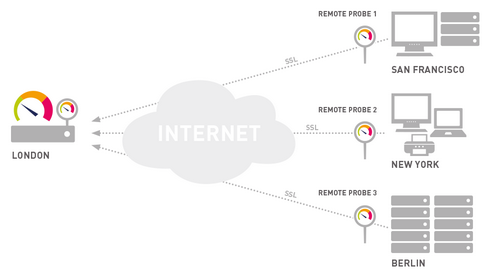 REMOTE PROBE 1
SSL
SAN FRANCISCO
REMOTE PROBE 2
INTERNET
SSL
LONDON
NEW YORK
REMOTE PROBE 3
SSL
BERLIN